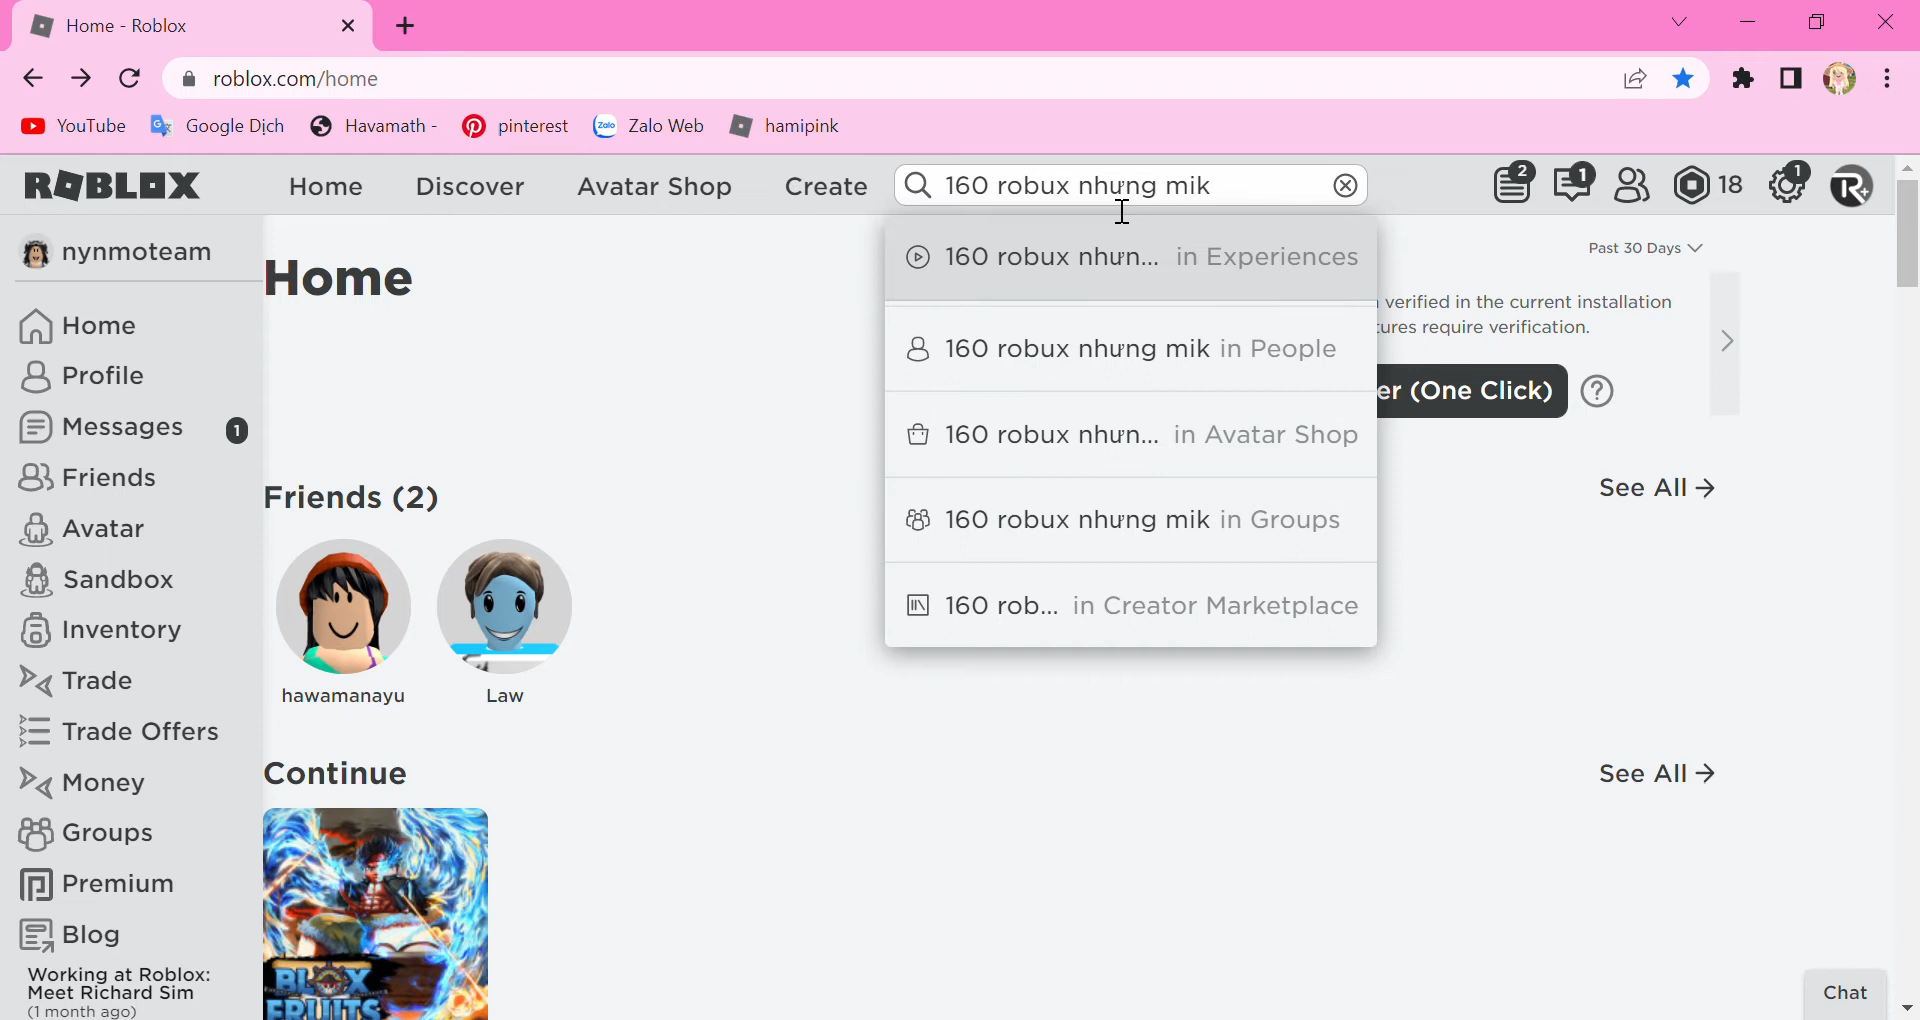 Home - Roblox
roblox.com/home
YouTube Google Dịch Havamath - pinterest Zalo Web hamipink
ROBLOX Home Discover Avatar Shop Create 160 robux nhưng mik 2 1 18 1 R+
nynmoteam
Home
Profile
Messages 1
Friends
Avatar
Sandbox
Inventory
Trade
Trade Offers
Money
Groups
Premium
Blog
Working at Roblox:
Meet Richard Sim
(1 month ago)
Home
160 robux nhưn... in Experiences
160 robux nhưng mik in People
160 robux nhưn... in Avatar Shop
160 robux nhưng mik in Groups
160 rob... in Creator Marketplace
Past 30 Days
verified in the current installation
tures require verification.
er (One Click) ?
Friends (2)
See All →
hawamanayu Law
Continue
See All →
BLOX
FRUITS
Chat